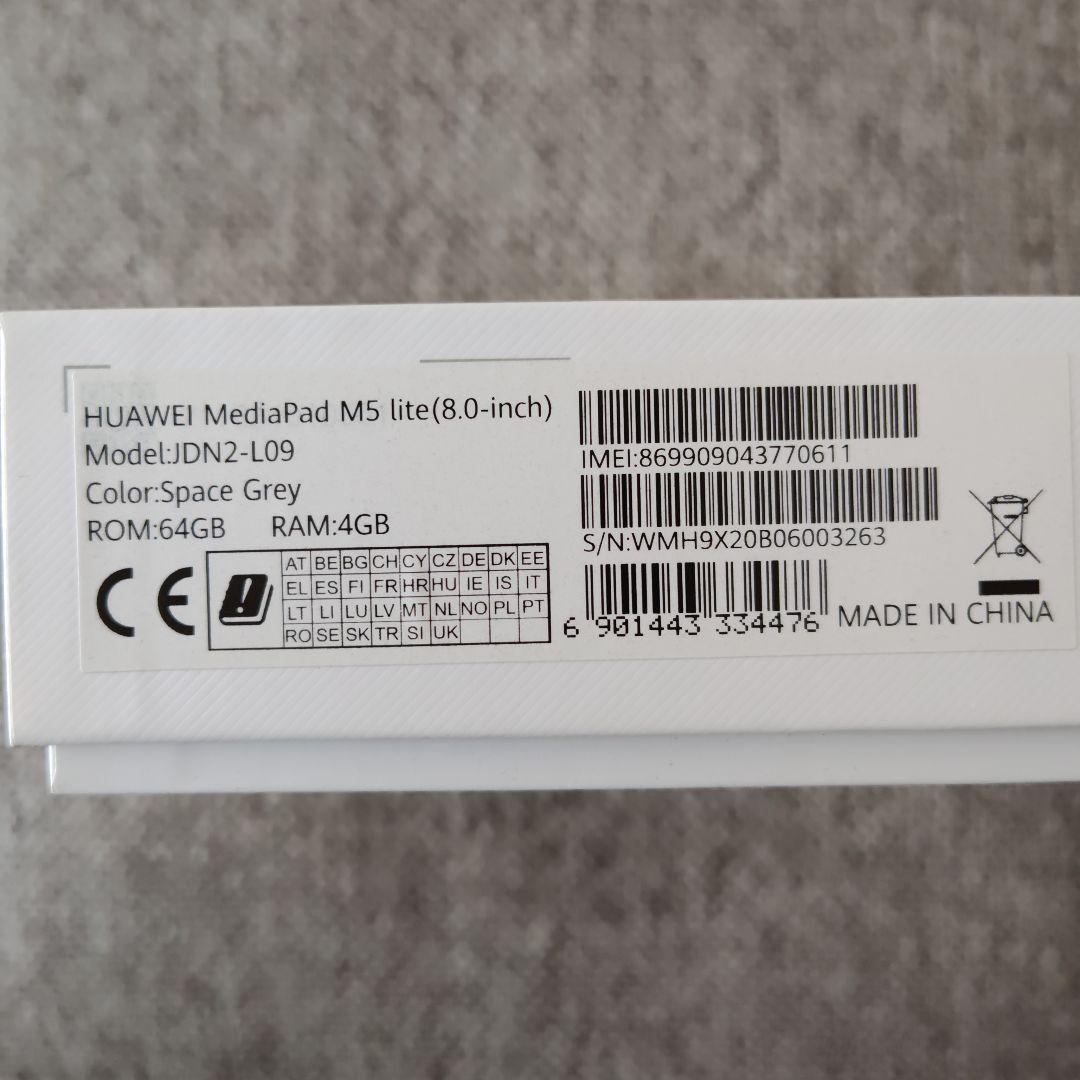 HUAWEI MediaPad M5 lite(8.0-inch)
Model:JDN2-L09
Color:Space Grey
ROM:64GB RAM:4GB
CE
AT BE BG CH CY CZ DE DK EE
EL ES FI FR HR HU IE IS IT
LT LI LU LV MT NL NO PL PT
RO SE SK TR SI UK
IMEI:869909043770611
S/N:WMH9X20B06003263
6 901443 334476
MADE IN CHINA